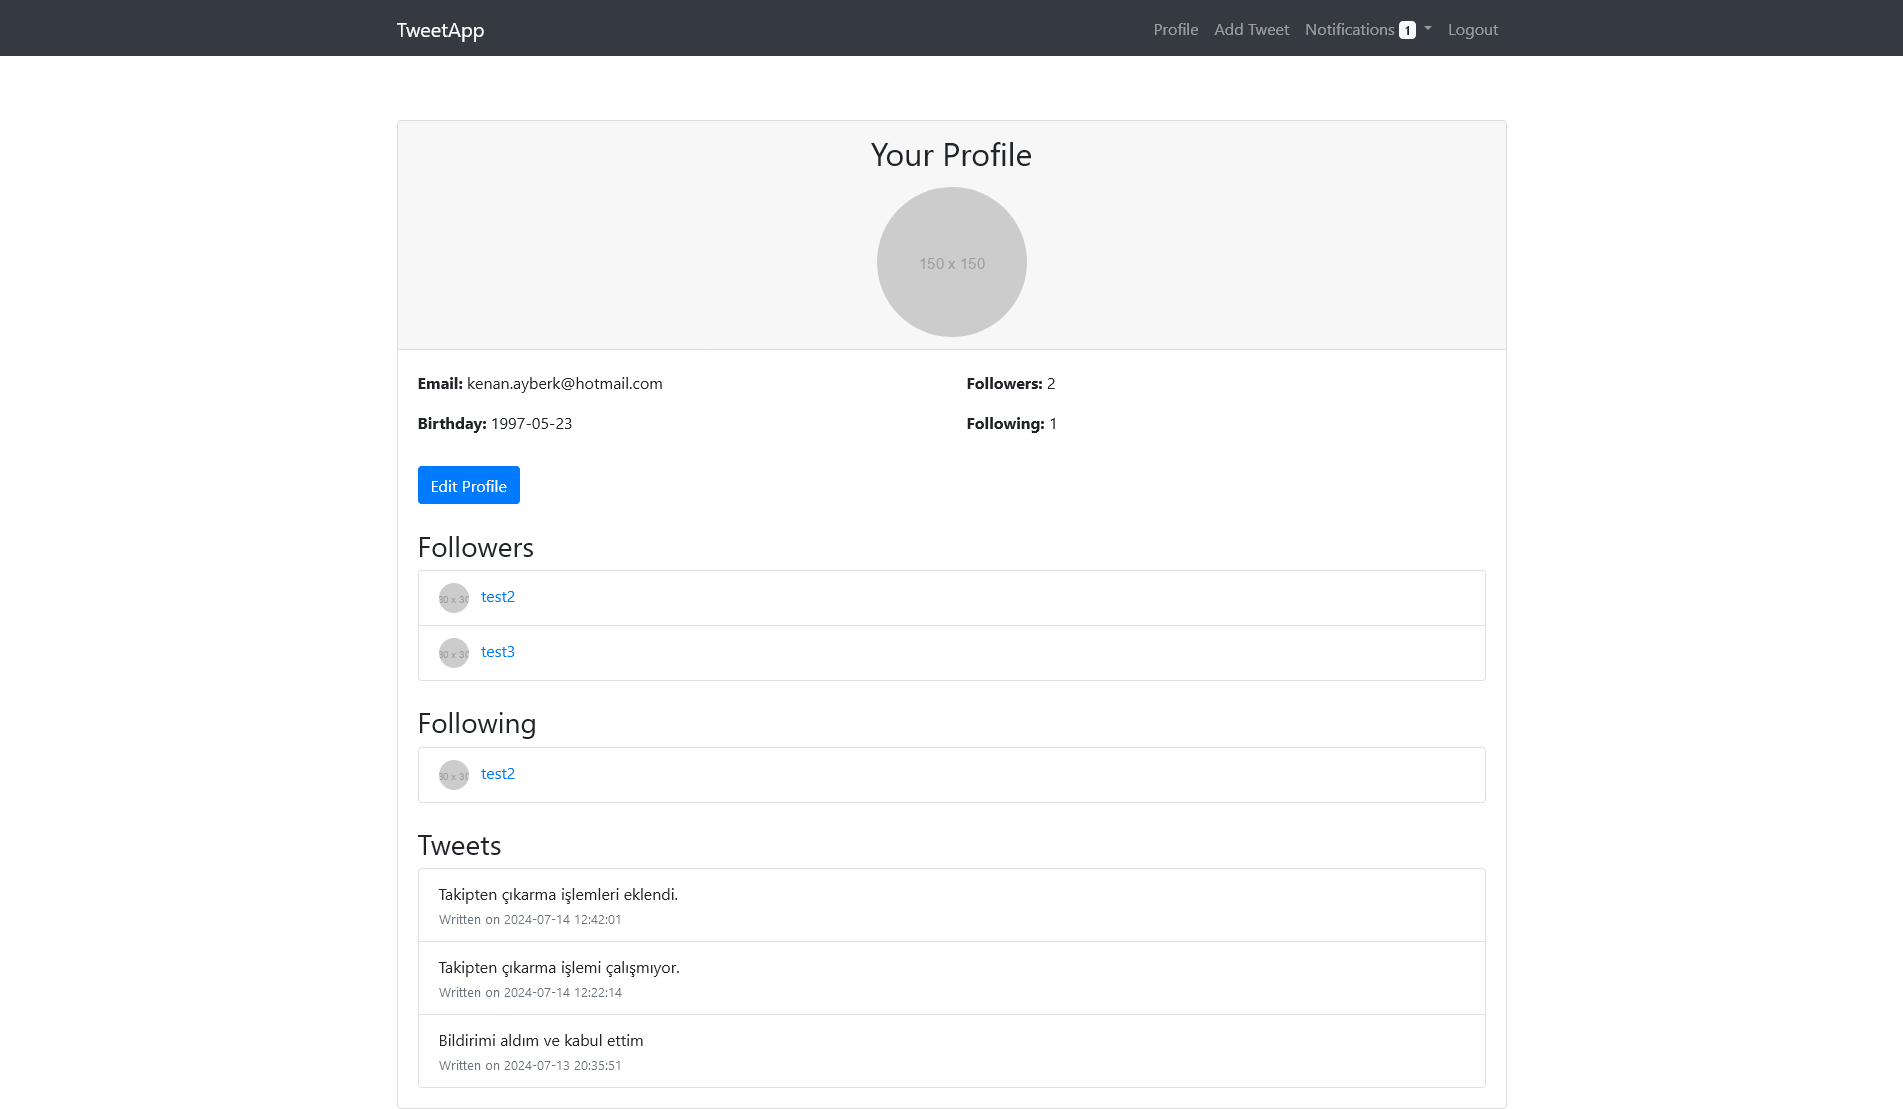 TweetApp
Profile Add Tweet Notifications 1 Logout
Your Profile
150 x 150
Email: kenan.ayberk@hotmail.com
Followers: 2
Birthday: 1997-05-23
Following: 1
Edit Profile
Followers
30 x 30 test2
30 x 30 test3
Following
30 x 30 test2
Tweets
Takipten çıkarma işlemleri eklendi.
Written on 2024-07-14 12:42:01
Takipten çıkarma işlemi çalışmıyor.
Written on 2024-07-14 12:22:14
Bildirimi aldım ve kabul ettim
Written on 2024-07-13 20:35:51